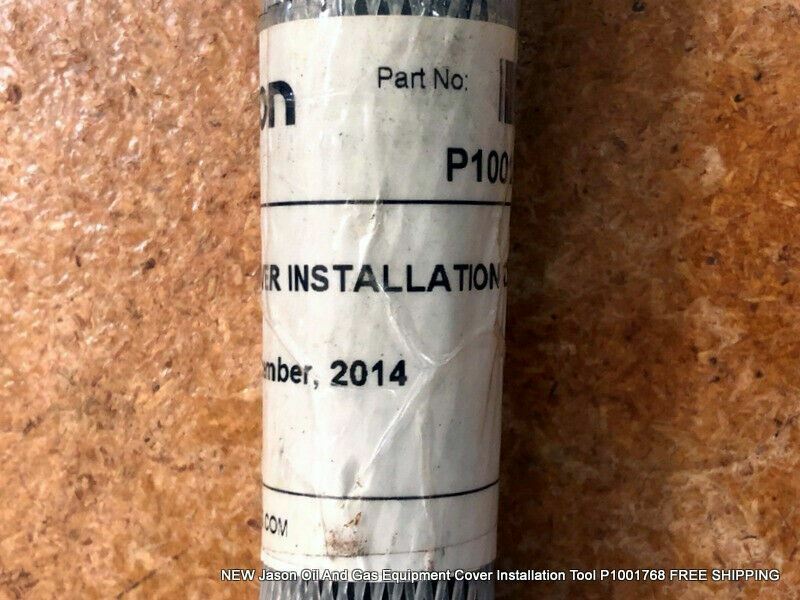 Part No:
on
P100
ER INSTALLATION
ember, 2014
.COM
NEW Jason Oil And Gas Equipment Cover Installation Tool P1001768 FREE SHIPPING